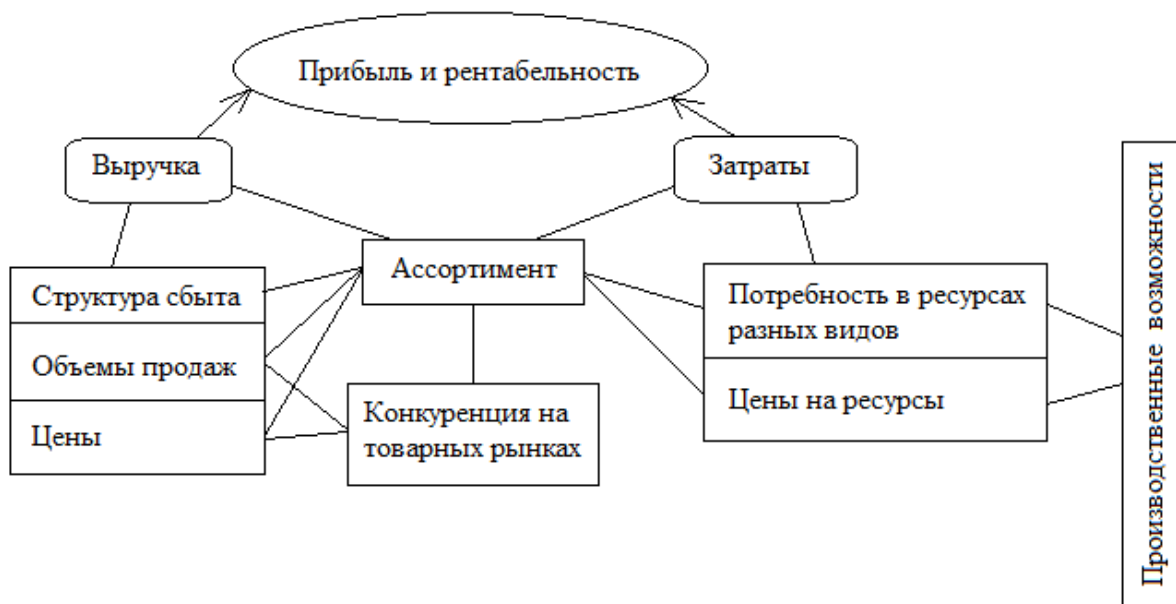 Прибыль и рентабельность
Выручка
Затраты
Ассортимент
Структура сбыта
Объемы продаж
Цены
Конкуренция на
товарных рынках
Потребность в ресурсах
разных видов
Цены на ресурсы
Производственные возможности